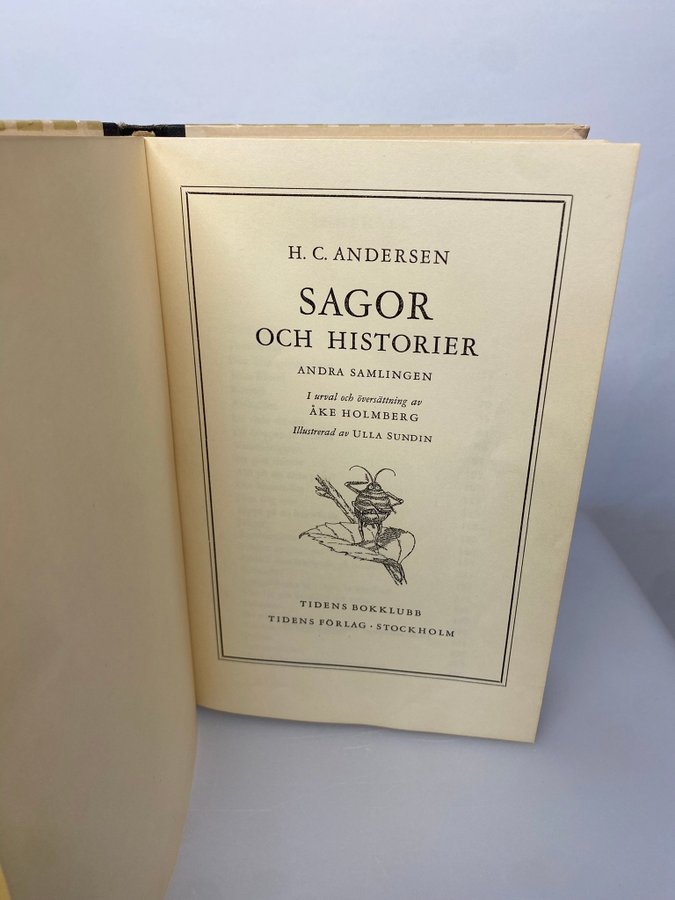 H. C. ANDERSEN
SAGOR
OCH HISTORIER
ANDRA SAMLINGEN
I urval och översättning av
ÅKE HOLMBERG
Illustrerad av ULLA SUNDIN
TIDENS BOKKLUBB
TIDENS FÖRLAG · STOCKHOLM